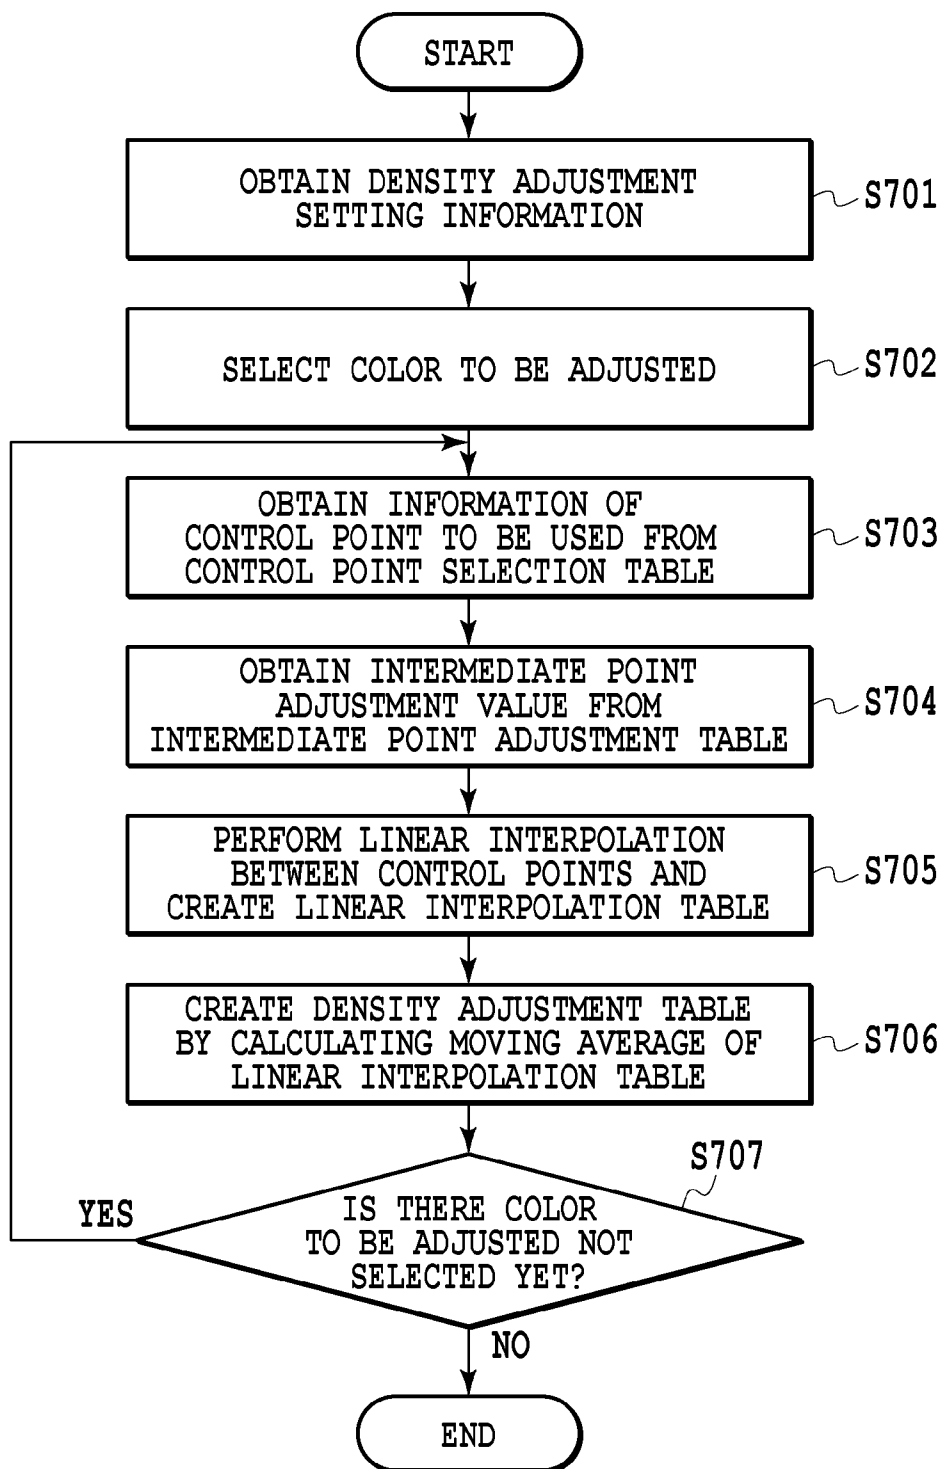 START
OBTAIN DENSITY ADJUSTMENT
SETTING INFORMATION
S701
SELECT COLOR TO BE ADJUSTED
S702
OBTAIN INFORMATION OF
CONTROL POINT TO BE USED FROM
CONTROL POINT SELECTION TABLE
S703
OBTAIN INTERMEDIATE POINT
ADJUSTMENT VALUE FROM
INTERMEDIATE POINT ADJUSTMENT TABLE
S704
PERFORM LINEAR INTERPOLATION
BETWEEN CONTROL POINTS AND
CREATE LINEAR INTERPOLATION TABLE
S705
CREATE DENSITY ADJUSTMENT TABLE
BY CALCULATING MOVING AVERAGE OF
LINEAR INTERPOLATION TABLE
S706
S707
YES
IS THERE COLOR
TO BE ADJUSTED NOT
SELECTED YET?
NO
END